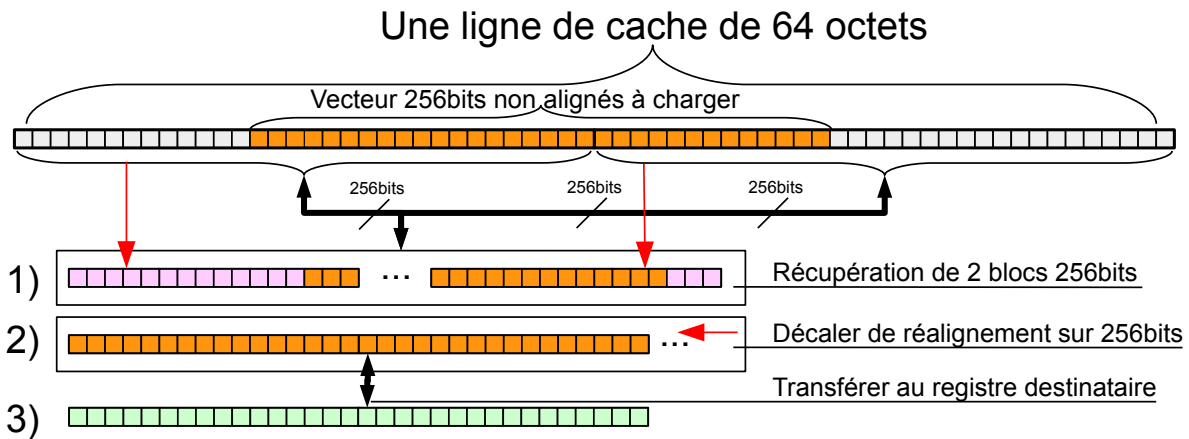 Une ligne de cache de 64 octets
Vecteur 256bits non alignés à charger
256bits
256bits
256bits
1)
...
Récupération de 2 blocs 256bits
2)
...
Décaler de réalignement sur 256bits
Transférer au registre destinataire
3)